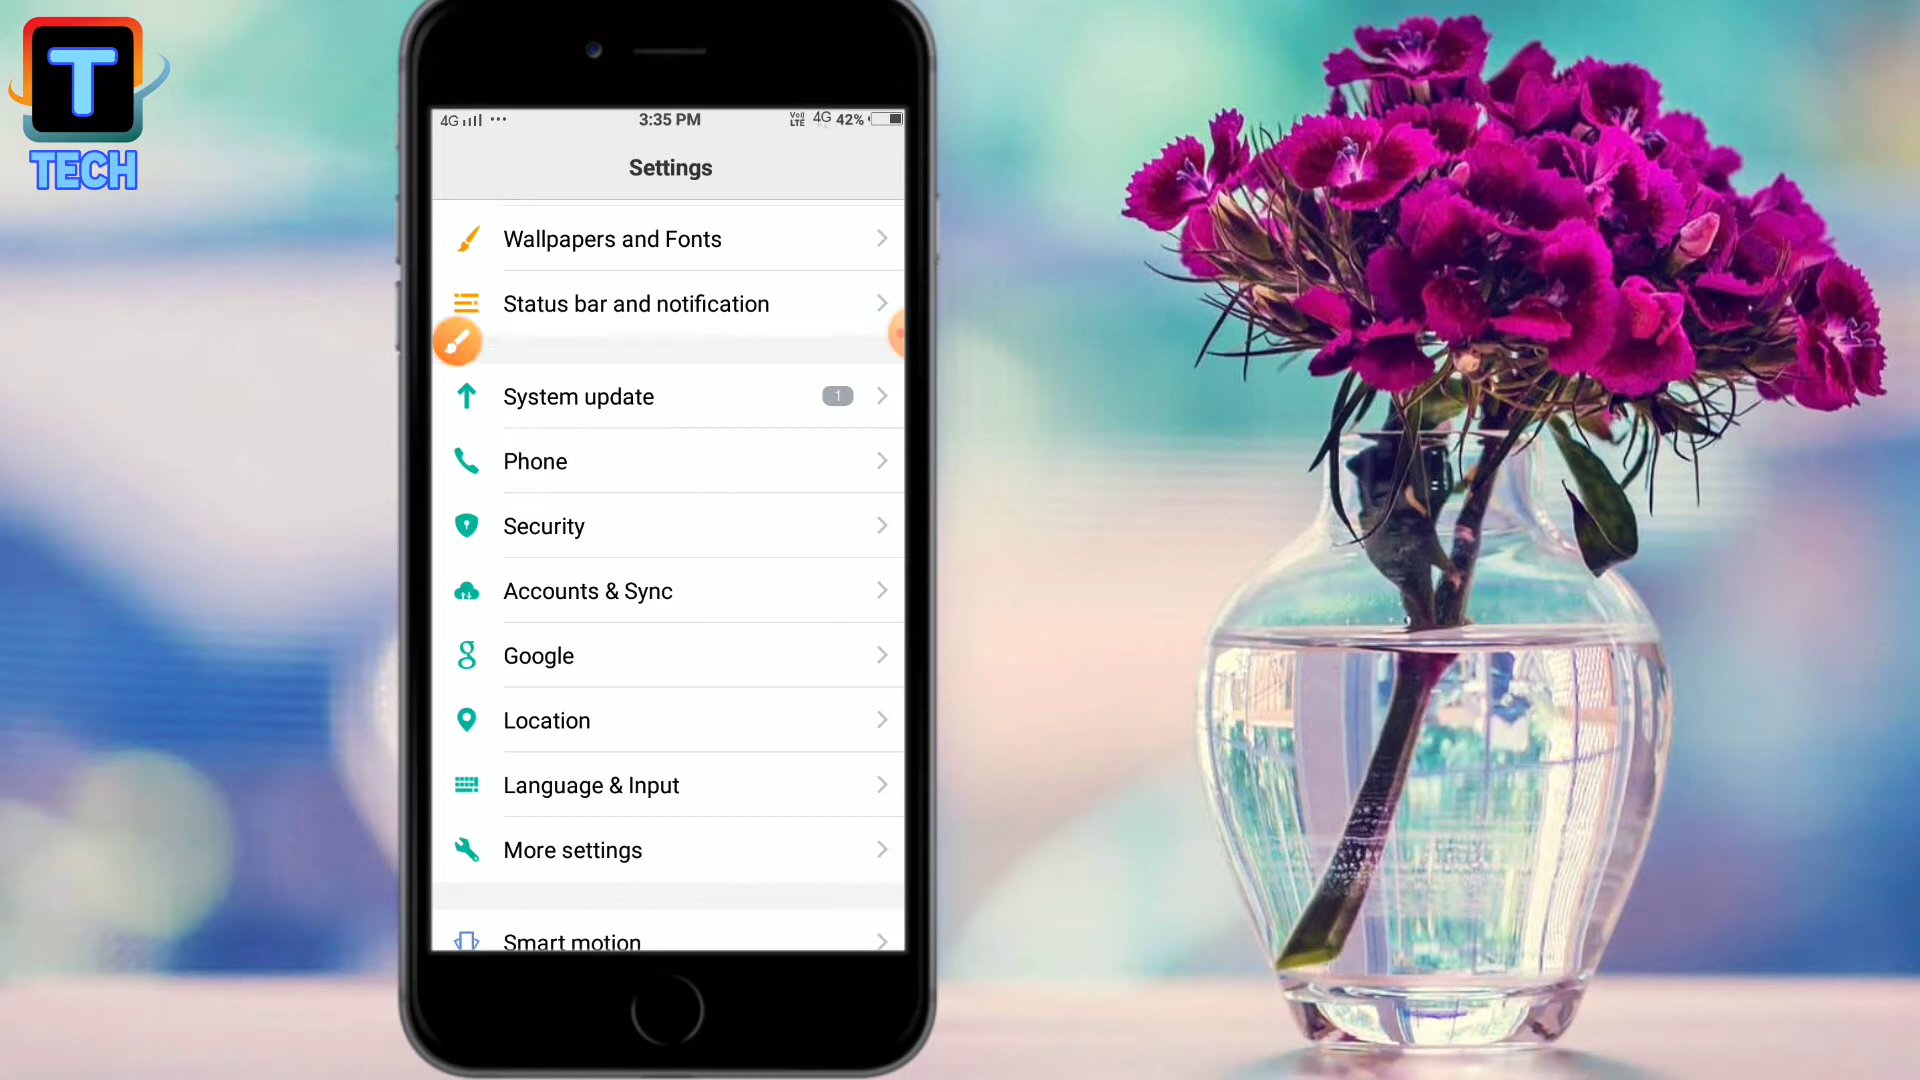 T
TECH
4G ••• 3:35 PM VoLTE 4G 42%
Settings
Wallpapers and Fonts
Status bar and notification
System update 1
Phone
Security
Accounts & Sync
Google
Location
Language & Input
More settings
Smart motion